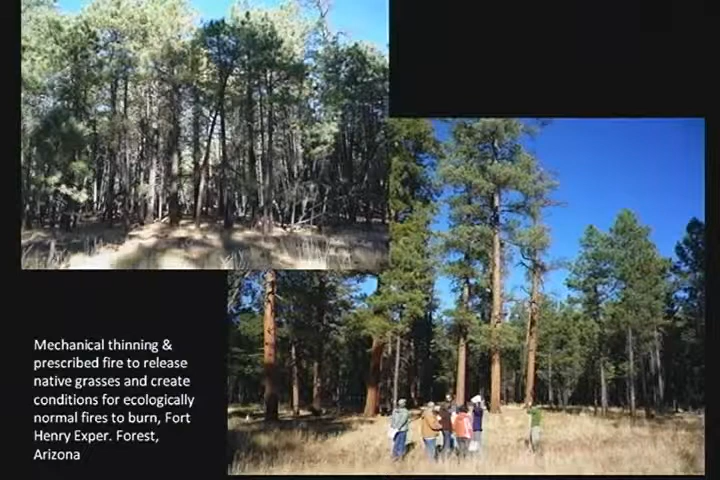 Mechanical thinning &
prescribed fire to release
native grasses and create
conditions for ecologically
normal fires to burn, Fort
Henry Exper. Forest,
Arizona